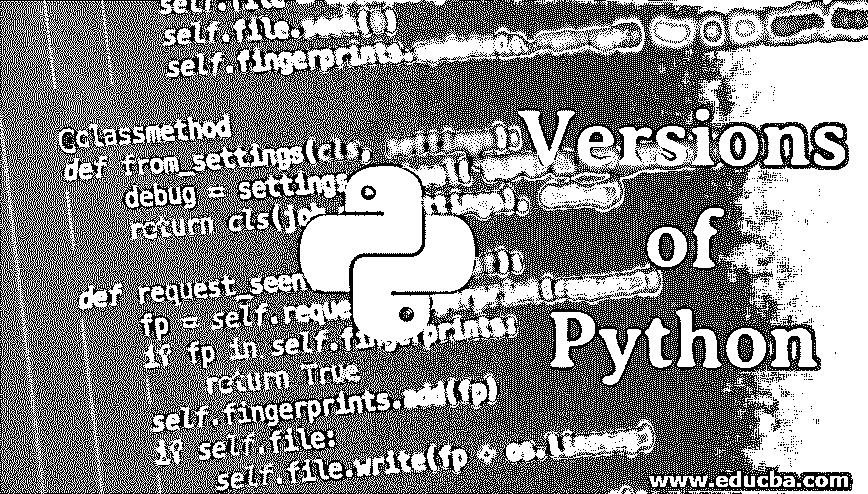 self.file.seek(0)
self.fingerprints.
@classmethod
def from_settings(cls,
debug = settings
return cls(
def request_seen
fp = self.
if fp in self.fingerprints:
return True
self.fingerprints.add(fp)
if self.file:
self.file.write(fp + os.linesep)
Versions
of
Python
www.educba.com